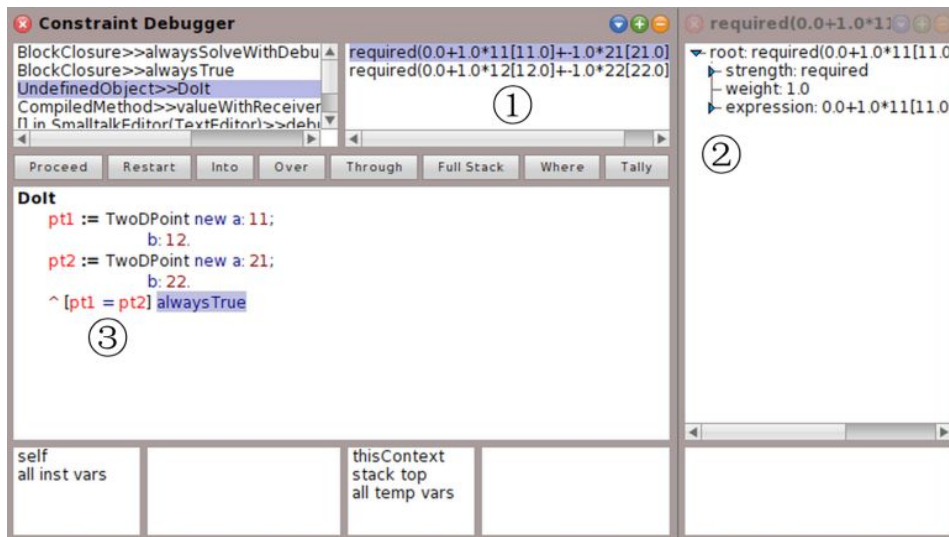 Constraint Debugger
BlockClosure>>alwaysSolveWithDebu
BlockClosure>>alwaysTrue
UndefinedObject>>DoIt
CompiledMethod>>valueWithReceiver
[] in SmalltalkEditor(TextEditor)>>debu
required(0.0+1.0*11[11.0]+-1.0*21[21.0]
required(0.0+1.0*12[12.0]+-1.0*22[22.0]
①
Proceed Restart Into Over Through Full Stack Where Tally
DoIt
pt1 := TwoDPoint new a: 11;
b: 12.
pt2 := TwoDPoint new a: 21;
b: 22.
^ [pt1 = pt2] alwaysTrue
③
self
all inst vars
thisContext
stack top
all temp vars
required(0.0+1.0*11
root: required(0.0+1.0*11[11.0
strength: required
weight: 1.0
expression: 0.0+1.0*11[11.0
②